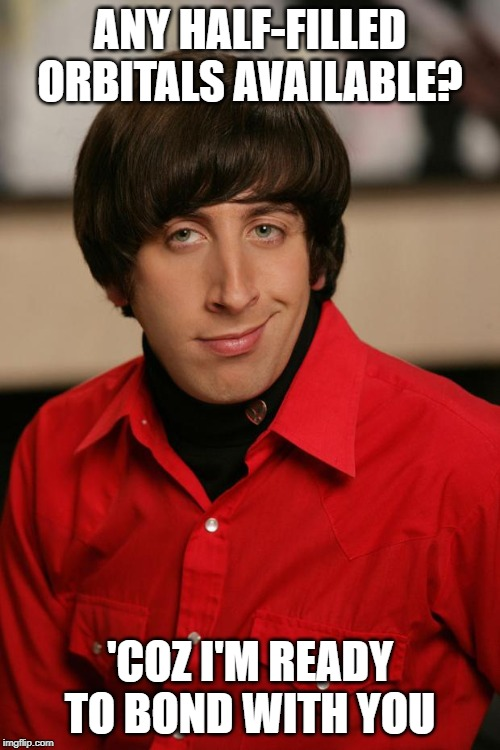 ANY HALF-FILLED
ORBITALS AVAILABLE?
'COZ I'M READY
TO BOND WITH YOU
imgflip.com